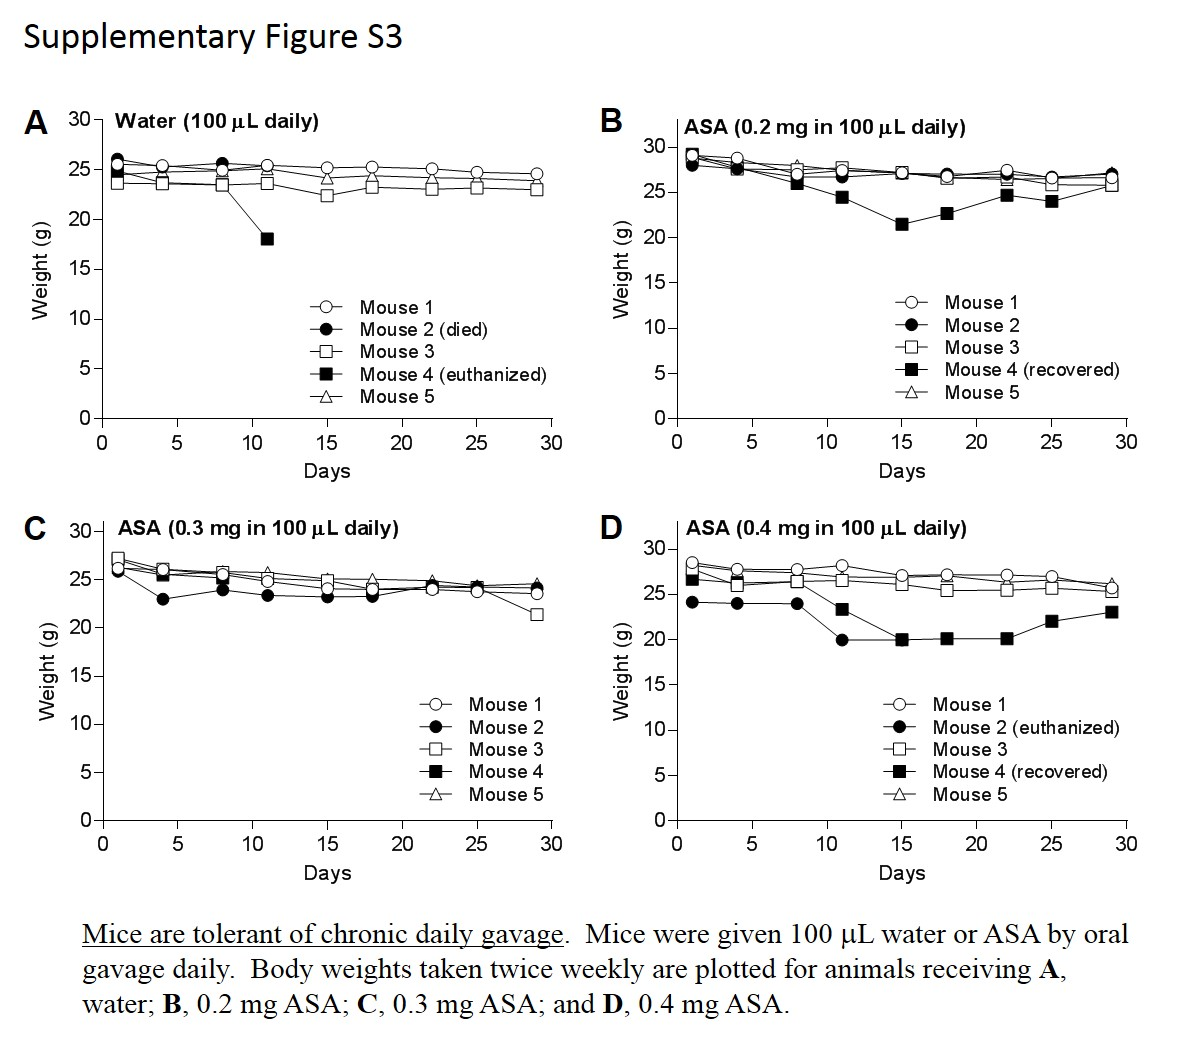 Supplementary Figure S3
A
Water (100 μL daily)
30
25
20
15
10
5
0
Weight (g)
Mouse 1
Mouse 2 (died)
Mouse 3
Mouse 4 (euthanized)
Mouse 5
0 5 10 15 20 25 30
Days
B
ASA (0.2 mg in 100 μL daily)
30
25
20
15
10
5
0
Weight (g)
Mouse 1
Mouse 2
Mouse 3
Mouse 4 (recovered)
Mouse 5
0 5 10 15 20 25 30
Days
C
ASA (0.3 mg in 100 μL daily)
30
25
20
15
10
5
0
Weight (g)
Mouse 1
Mouse 2
Mouse 3
Mouse 4
Mouse 5
0 5 10 15 20 25 30
Days
D
ASA (0.4 mg in 100 μL daily)
30
25
20
15
10
5
0
Weight (g)
Mouse 1
Mouse 2 (euthanized)
Mouse 3
Mouse 4 (recovered)
Mouse 5
0 5 10 15 20 25 30
Days
Mice are tolerant of chronic daily gavage. Mice were given 100 μL water or ASA by oral
gavage daily. Body weights taken twice weekly are plotted for animals receiving A,
water; B, 0.2 mg ASA; C, 0.3 mg ASA; and D, 0.4 mg ASA.